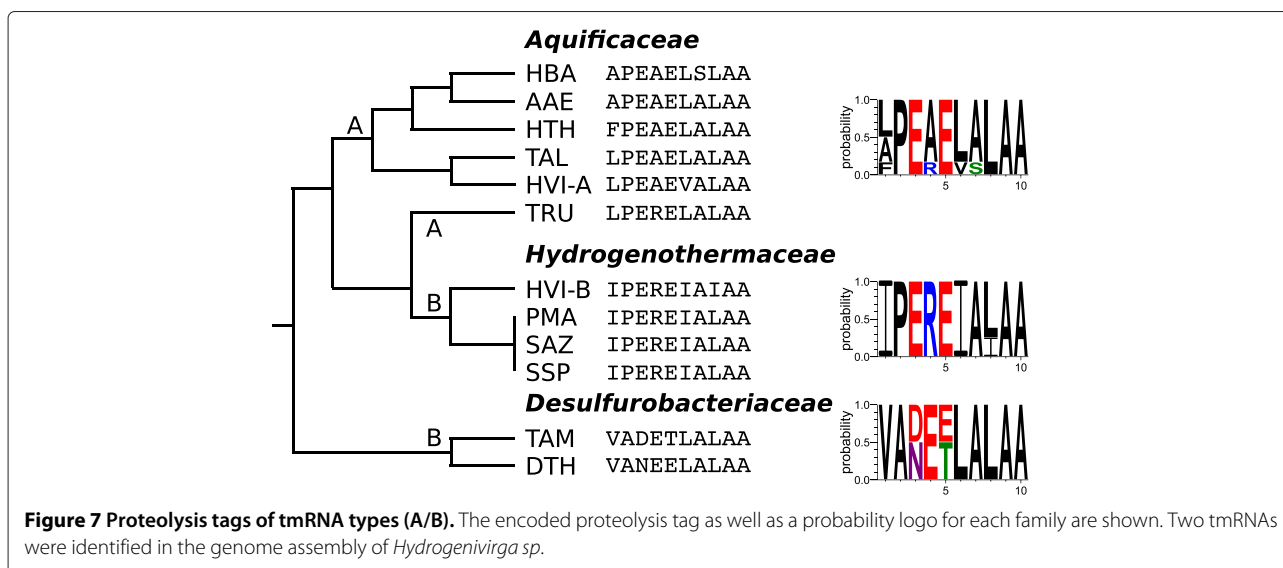 Aquificaceae
HBA APEAELSLAA
AAE APEAELALAA
HTH FPEAELALAA
TAL LPEAELALAA
HVI-A LPEAEVALAA
TRU LPERELALAA
A
A
probability
1.0
0.5
0.0
L A F P E A R E L V A S L A A
5
10
Hydrogenothermaceae
HVI-B IPEREIAIAA
PMA IPEREIALAA
SAZ IPEREIALAA
SSP IPEREIALAA
B
probability
1.0
0.5
0.0
I P E R E I A L I A A
5
10
Desulfurobacteriaceae
TAM VADETLALAA
DTH VANEELALAA
B
probability
1.0
0.5
0.0
V A D N E E T L A L A A
5
10
Figure 7 Proteolysis tags of tmRNA types (A/B). The encoded proteolysis tag as well as a probability logo for each family are shown. Two tmRNAs
were identified in the genome assembly of Hydrogenivirga sp.